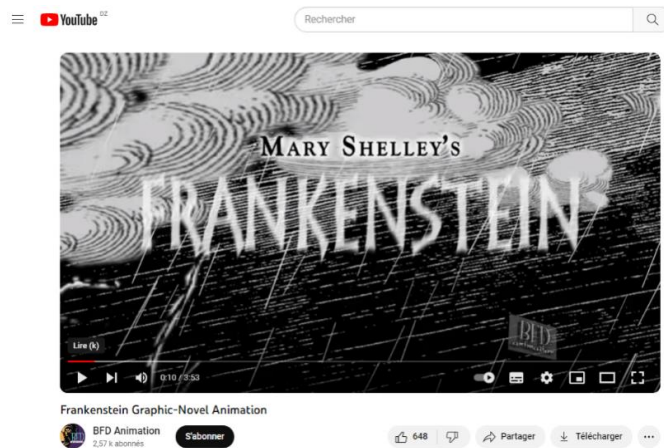 YouTube DZ
Rechercher
MARY SHELLEY'S
FRANKENSTEIN
BFD
Lire (k)
0:10 / 3:53
Frankenstein Graphic-Novel Animation
BFD Animation
2,57 k abonnés
S'abonner
648
Partager
Télécharger